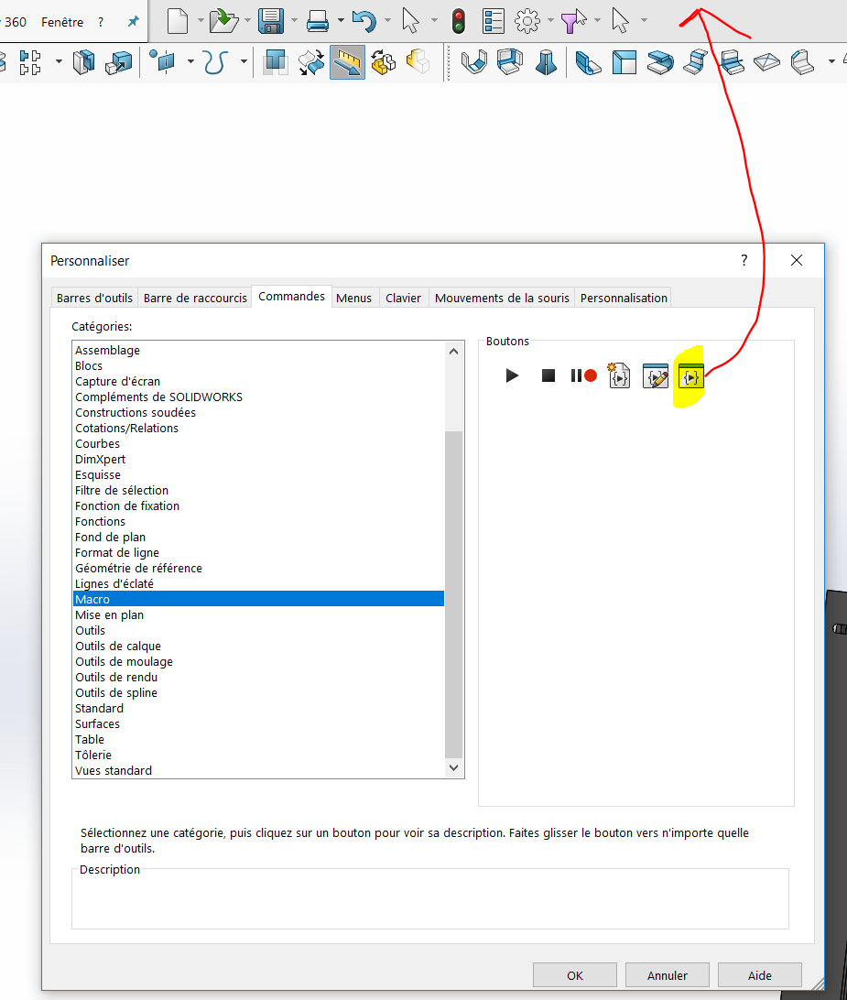 360 Fenêtre ?
Personnaliser ?
Barres d'outils Barre de raccourcis Commandes Menus Clavier Mouvements de la souris Personnalisation
Catégories:
Boutons
Assemblage
Blocs
Capture d'écran
Compléments de SOLIDWORKS
Constructions soudées
Cotations/Relations
Courbes
DimXpert
Esquisse
Filtre de sélection
Fonction de fixation
Fonctions
Fond de plan
Format de ligne
Géométrie de référence
Lignes d'éclaté
Macro
Mise en plan
Outils
Outils de calque
Outils de moulage
Outils de rendu
Outils de spline
Standard
Surfaces
Table
Tôlerie
Vues standard
Sélectionnez une catégorie, puis cliquez sur un bouton pour voir sa description. Faites glisser le bouton vers n'importe quelle
barre d'outils.
Description
OK Annuler Aide